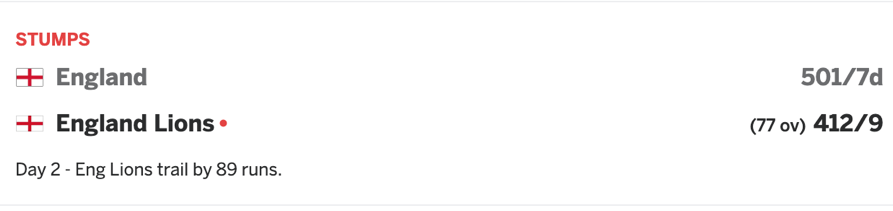 STUMPS
England 501/7d
England Lions (77 ov) 412/9
Day 2 - Eng Lions trail by 89 runs.